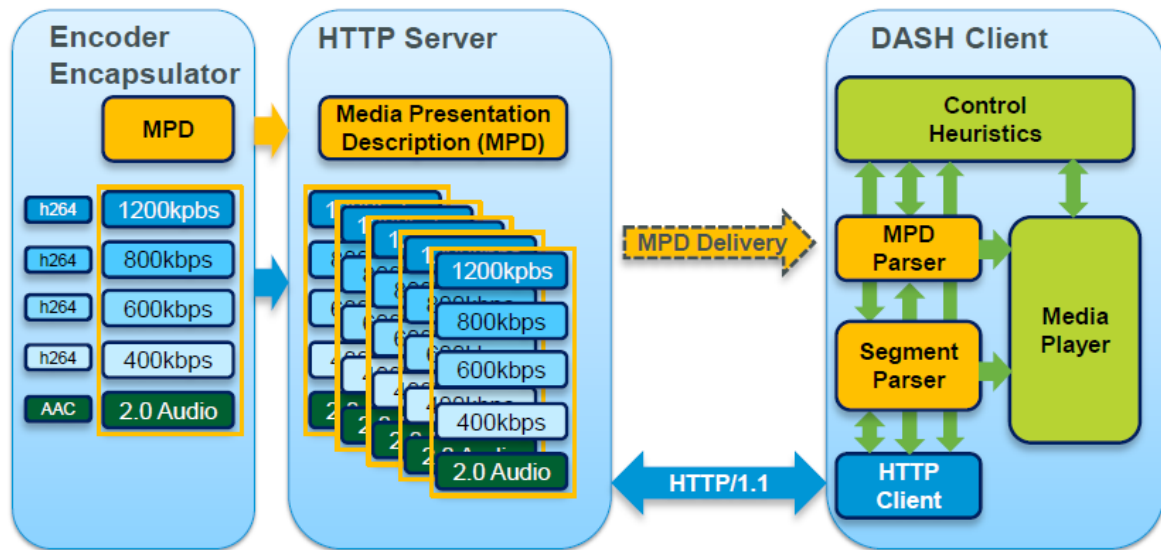 Encoder
Encapsulator
MPD
h264
1200kpbs
h264
800kbps
h264
600kbps
h264
400kbps
AAC
2.0 Audio
HTTP Server
Media Presentation
Description (MPD)
1200kpbs
800kbps
600kbps
400kbps
2.0 Audio
MPD Delivery
HTTP/1.1
DASH Client
Control
Heuristics
MPD
Parser
Segment
Parser
Media
Player
HTTP
Client